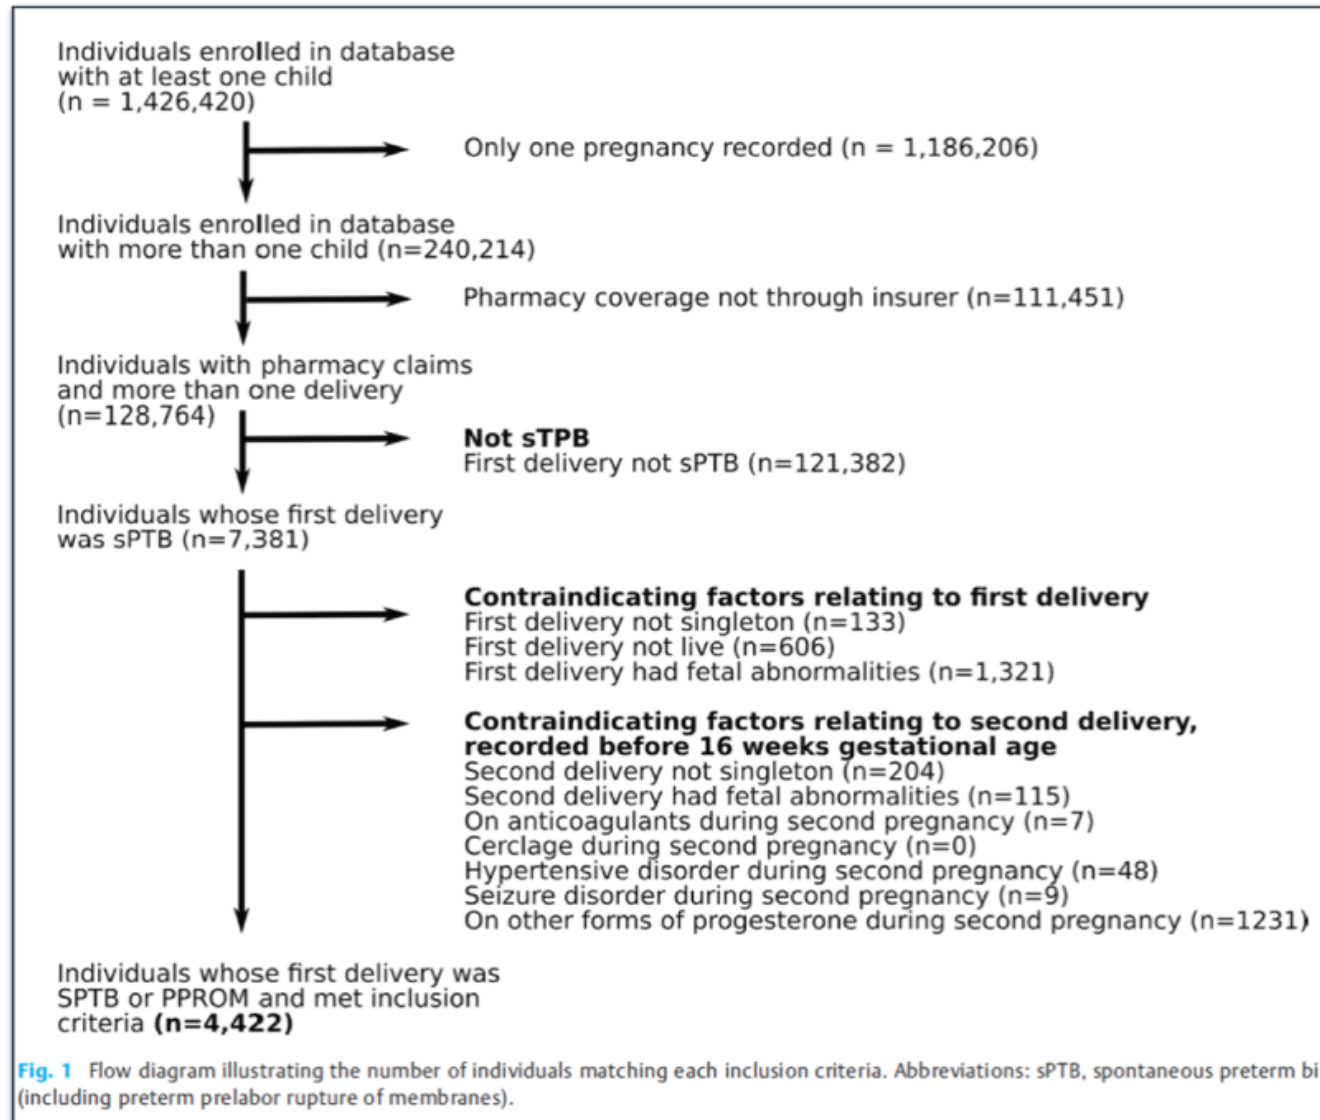 Individuals enrolled in database
with at least one child
(n = 1,426,420)
Only one pregnancy recorded (n = 1,186,206)
Individuals enrolled in database
with more than one child (n=240,214)
Pharmacy coverage not through insurer (n=111,451)
Individuals with pharmacy claims
and more than one delivery
(n=128,764)
Not sTPB
First delivery not sPTB (n=121,382)
Individuals whose first delivery
was sPTB (n=7,381)
Contraindicating factors relating to first delivery
First delivery not singleton (n=133)
First delivery not live (n=606)
First delivery had fetal abnormalities (n=1,321)
Contraindicating factors relating to second delivery,
recorded before 16 weeks gestational age
Second delivery not singleton (n=204)
Second delivery had fetal abnormalities (n=115)
On anticoagulants during second pregnancy (n=7)
Cerclage during second pregnancy (n=0)
Hypertensive disorder during second pregnancy (n=48)
Seizure disorder during second pregnancy (n=9)
On other forms of progesterone during second pregnancy (n=1231)
Individuals whose first delivery was
SPTB or PPROM and met inclusion
criteria (n=4,422)
Fig. 1 Flow diagram illustrating the number of individuals matching each inclusion criteria. Abbreviations: sPTB, spontaneous preterm bi
(including preterm prelabor rupture of membranes).